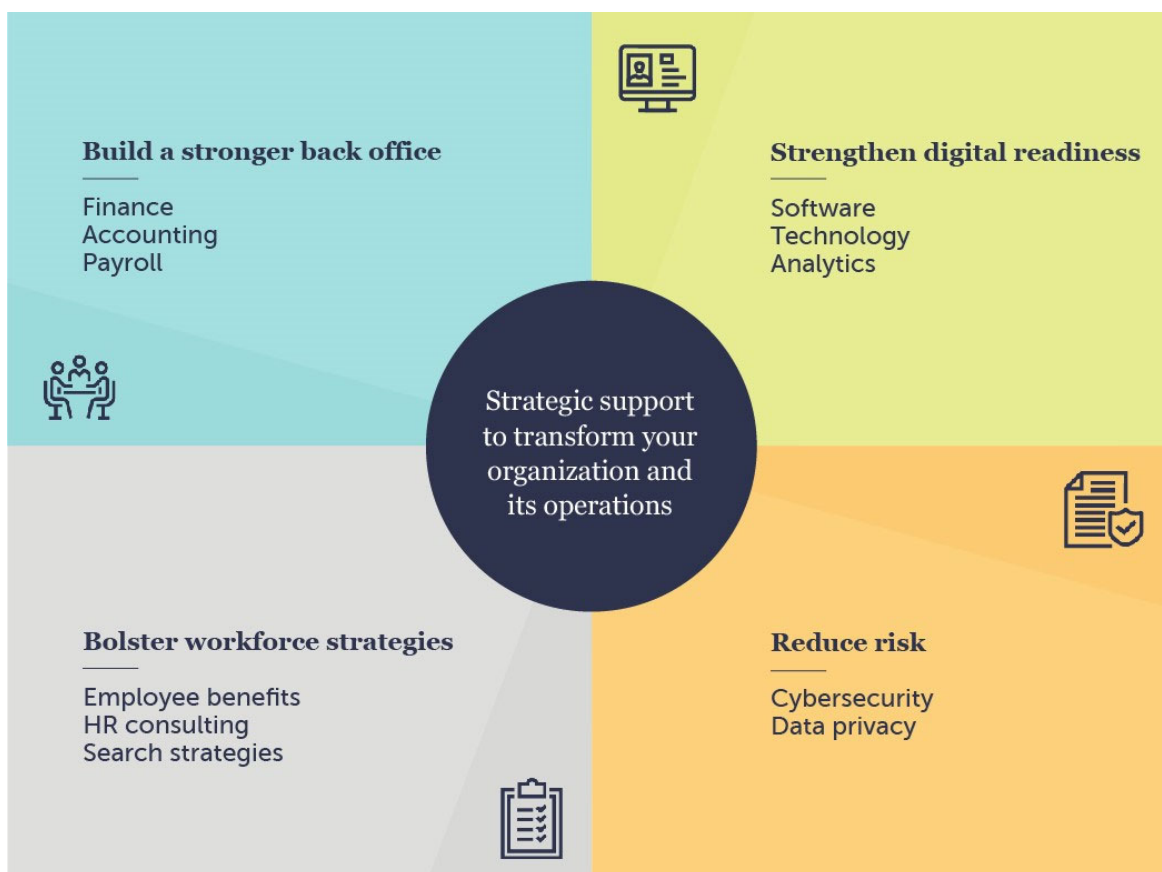 Build a stronger back office
Finance
Accounting
Payroll
Strengthen digital readiness
Software
Technology
Analytics
Strategic support
to transform your
organization and
its operations
Bolster workforce strategies
Employee benefits
HR consulting
Search strategies
Reduce risk
Cybersecurity
Data privacy